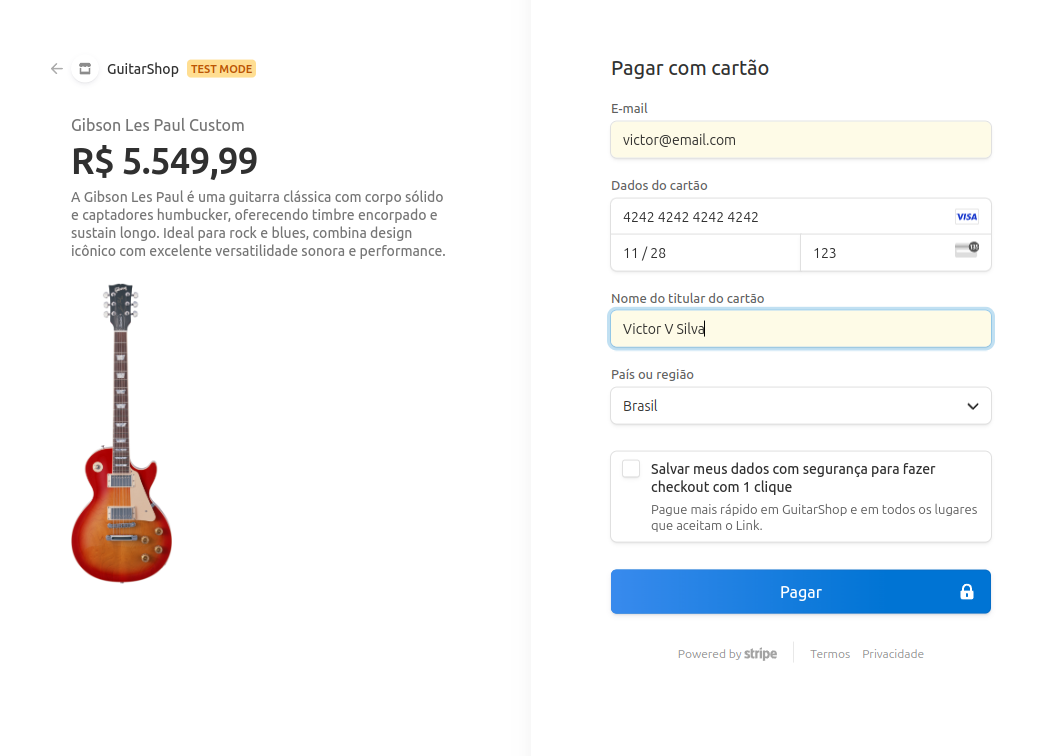 GuitarShop TEST MODE
Gibson Les Paul Custom
R$ 5.549,99
A Gibson Les Paul é uma guitarra clássica com corpo sólido
e captadores humbucker, oferecendo timbre encorpado e
sustain longo. Ideal para rock e blues, combina design
icônico com excelente versatilidade sonora e performance.
Pagar com cartão
E-mail
victor@email.com
Dados do cartão
4242 4242 4242 4242 VISA
11 / 28 123
Nome do titular do cartão
Victor V Silva
País ou região
Brasil
Salvar meus dados com segurança para fazer
checkout com 1 clique
Pague mais rápido em GuitarShop e em todos os lugares
que aceitam o Link.
Pagar
Powered by stripe Termos Privacidade